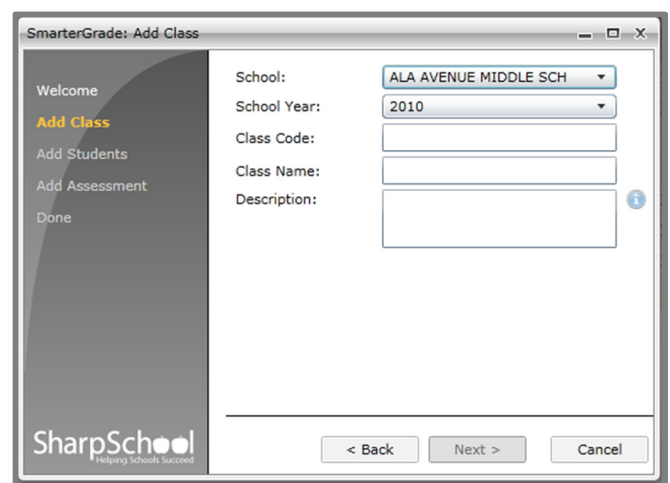 SmarterGrade: Add Class
Welcome
Add Class
Add Students
Add Assessment
Done
School: ALA AVENUE MIDDLE SCH
School Year: 2010
Class Code:
Class Name:
Description:
SharpSchool
Helping Schools Succeed
< Back Next > Cancel